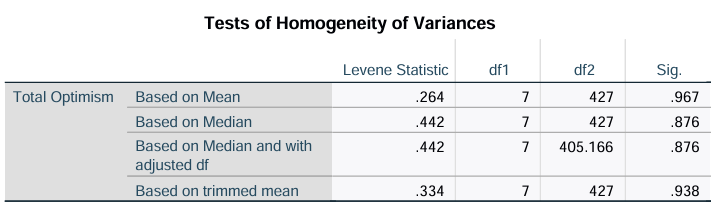 Tests of Homogeneity of Variances
Levene Statistic df1 df2 Sig.
Total Optimism Based on Mean .264 7 427 .967
Based on Median .442 7 427 .876
Based on Median and with .442 7 405.166 .876
adjusted df
Based on trimmed mean .334 7 427 .938